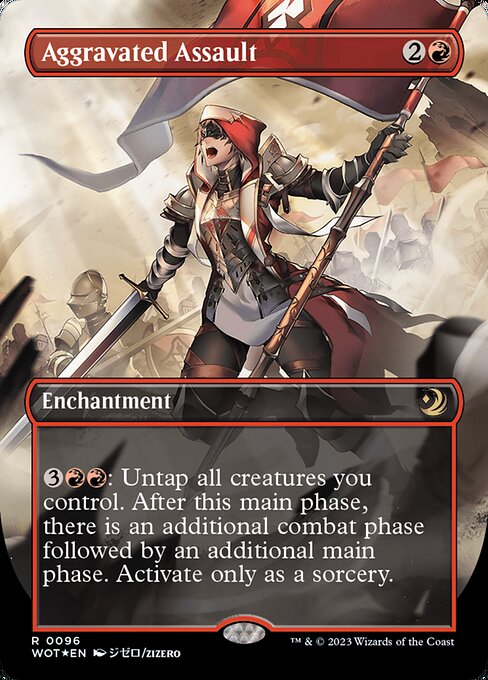 Aggravated Assault 2
Enchantment
3: Untap all creatures you
control. After this main phase,
there is an additional combat phase
followed by an additional main
phase. Activate only as a sorcery.
R 0096
WOT★EN ジゼロ/ZIZERO
™ & © 2023 Wizards of the Coast